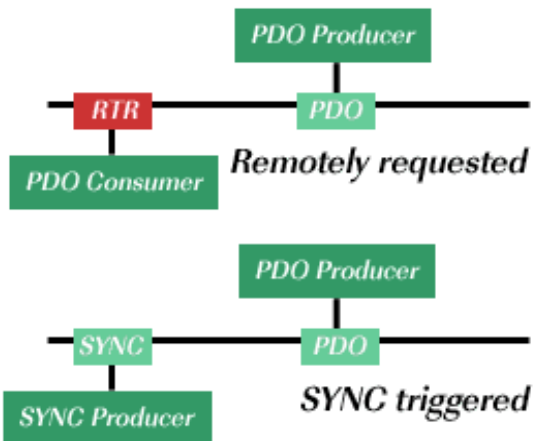 PDO Producer
RTR
PDO
PDO Consumer
Remotely requested
PDO Producer
SYNC
PDO
SYNC Producer
SYNC triggered